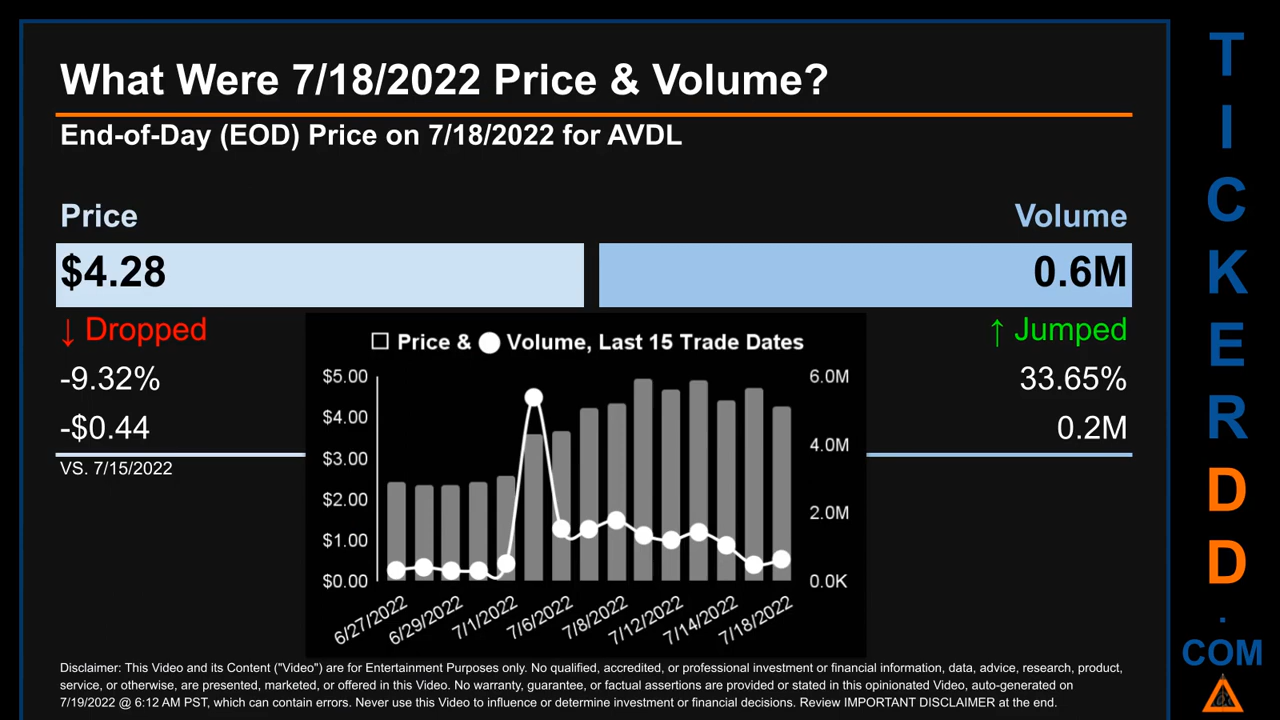 What Were 7/18/2022 Price & Volume?
End-of-Day (EOD) Price on 7/18/2022 for AVDL
Price
Volume
$4.28
0.6M
↓ Dropped
↑ Jumped
-9.32%
33.65%
-$0.44
0.2M
VS. 7/15/2022
Price & Volume, Last 15 Trade Dates
$5.00
$4.00
$3.00
$2.00
$1.00
$0.00
6.0M
4.0M
2.0M
0.0K
6/27/2022
6/29/2022
7/1/2022
7/6/2022
7/8/2022
7/12/2022
7/14/2022
7/18/2022
Disclaimer: This Video and its Content ("Video") are for Entertainment Purposes only. No qualified, accredited, or professional investment or financial information, data, advice, research, product,
service, or otherwise, are presented, marketed, or offered in this Video. No warranty, guarantee, or factual assertions are provided or stated in this opinionated Video, auto-generated on
7/19/2022 @ 6:12 AM PST, which can contain errors. Never use this Video to influence or determine investment or financial decisions. Review IMPORTANT DISCLAIMER at the end.
T
I
C
K
E
R
D
D
.
COM